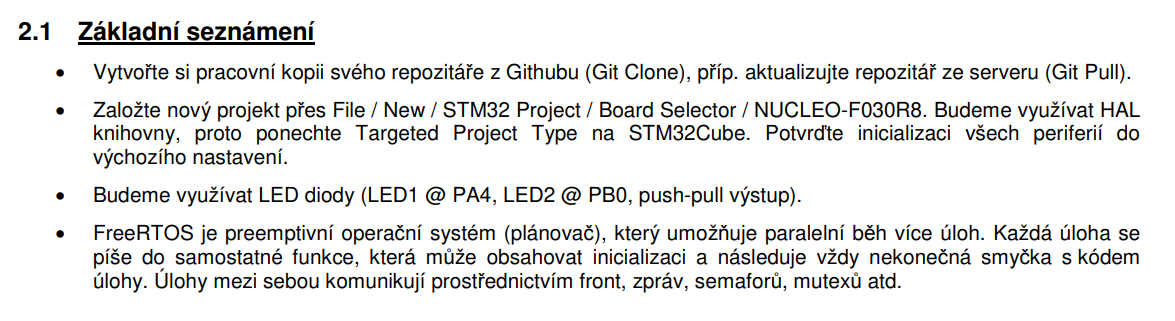 2.1 Základní seznámení
• Vytvořte si pracovní kopii svého repozitáře z Githubu (Git Clone), příp. aktualizujte repozitář ze serveru (Git Pull).
• Založte nový projekt přes File / New / STM32 Project / Board Selector / NUCLEO-F030R8. Budeme využívat HAL
knihovny, proto ponechte Targeted Project Type na STM32Cube. Potvrďte inicializaci všech periferií do
výchozího nastavení.
• Budeme využívat LED diody (LED1 @ PA4, LED2 @ PB0, push-pull výstup).
• FreeRTOS je preemptivní operační systém (plánovač), který umožňuje paralelní běh více úloh. Každá úloha se
píše do samostatné funkce, která může obsahovat inicializaci a následuje vždy nekonečná smyčka s kódem
úlohy. Úlohy mezi sebou komunikují prostřednictvím front, zpráv, semaforů, mutexů atd.